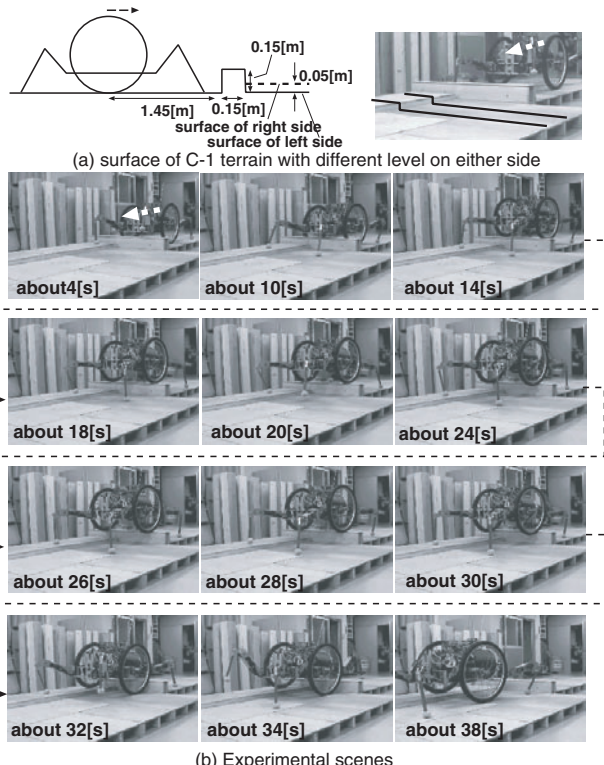 0.15[m]
0.05[m]
1.45[m]
0.15[m]
surface of right side
surface of left side
(a) surface of C-1 terrain with different level on either side
about4[s]
about 10[s]
about 14[s]
about 18[s]
about 20[s]
about 24[s]
about 26[s]
about 28[s]
about 30[s]
about 32[s]
about 34[s]
about 38[s]
(b) Experimental scenes